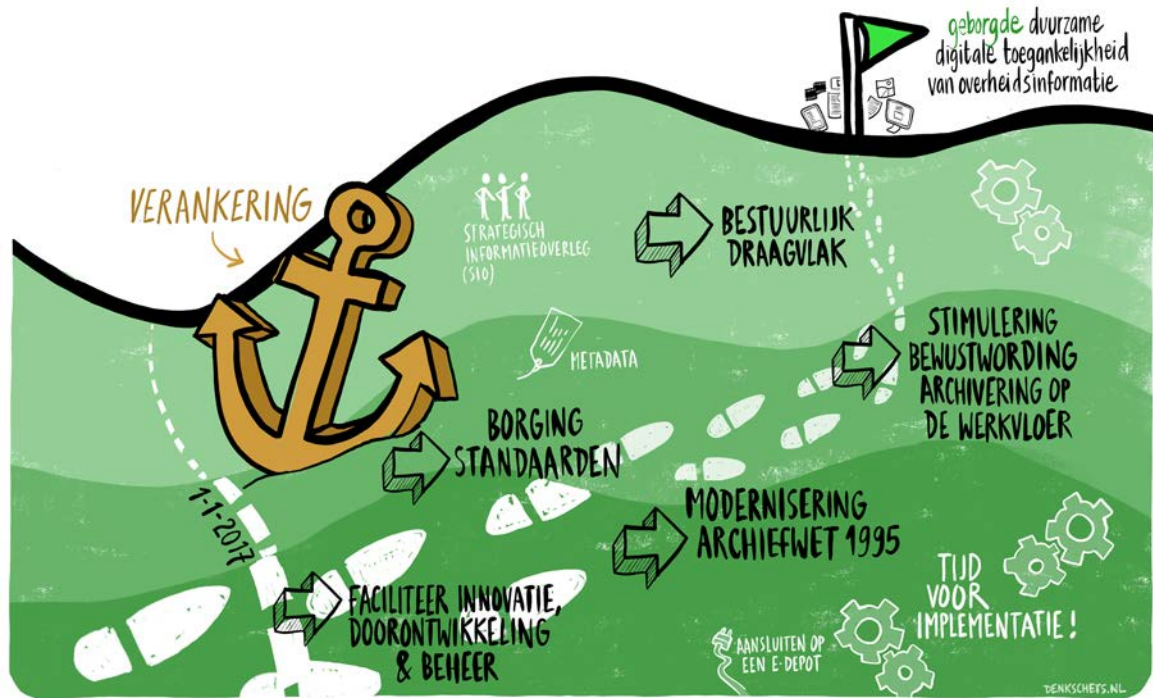 geborgde duurzame
digitale toegankelijkheid
van overheidsinformatie
VERANKERING
STRATEGISCH
INFORMATIEOVERLEG
(SIO)
BESTUURLIJK
DRAAGVLAK
METADATA
STIMULERING
BEWUSTWORDING
ARCHIVERING OP
DE WERKVLOER
BORGING
STANDAARDEN
1-1-2017
MODERNISERING
ARCHIEFWET 1995
FACILITEER INNOVATIE,
DOORONTWIKKELING
& BEHEER
TIJD
VOOR
IMPLEMENTATIE!
AANSLUITEN OP
EEN E-DEPOT
DENKSCHETS.NL